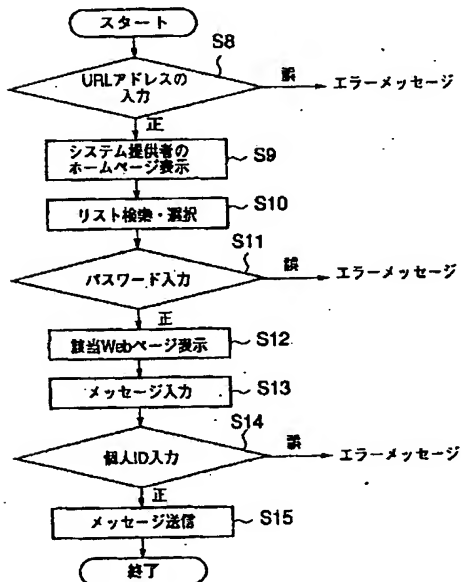 スタート
S8
URLアドレスの
入力
誤
エラーメッセージ
正
システム提供者の
ホームページ表示
S9
リスト検索・選択
S10
S11
パスワード入力
誤
エラーメッセージ
正
該当Webページ表示
S12
メッセージ入力
S13
S14
個人ID入力
誤
エラーメッセージ
正
メッセージ送信
S15
終了